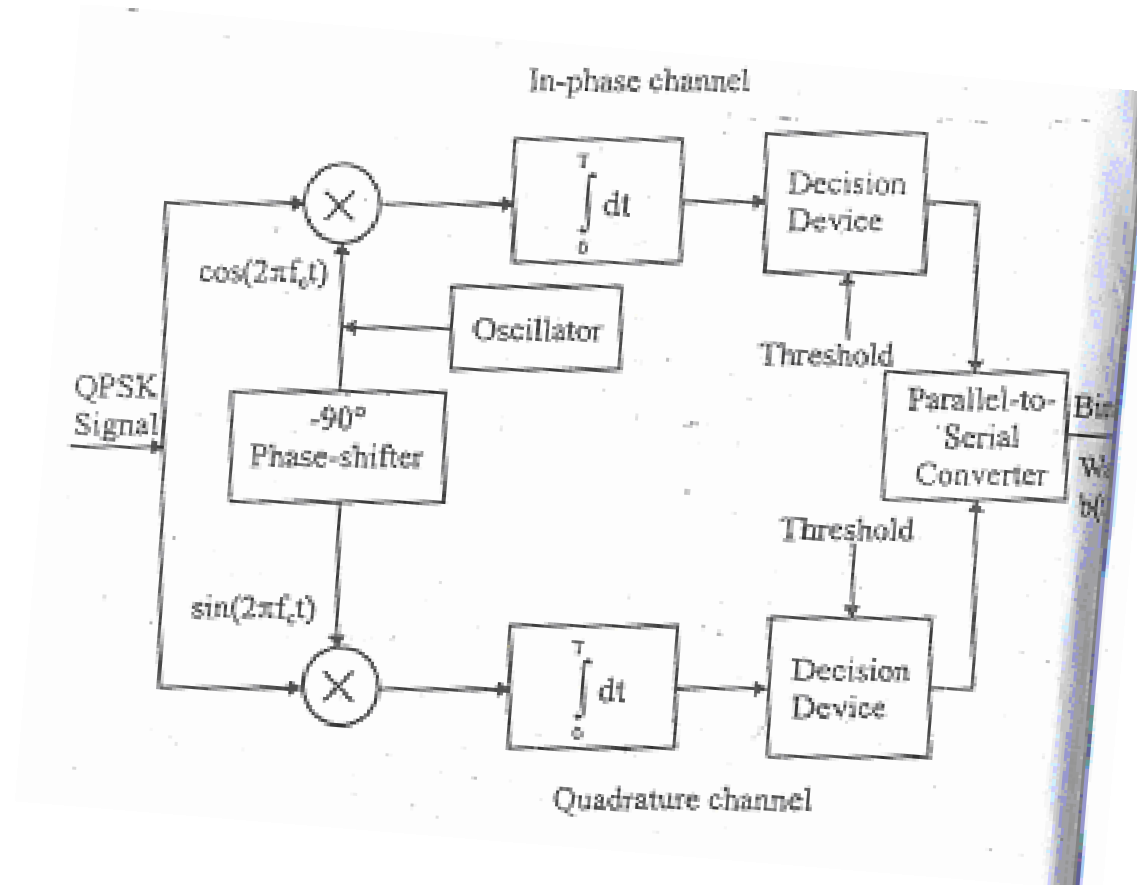 In-phase channel
T
∫ dt
0
Decision
Device
cos(2πf_ct)
Oscillator
Threshold
QPSK
Signal
-90°
Phase-shifter
Parallel-to-
Serial
Converter
Threshold
sin(2πf_ct)
T
∫ dt
0
Decision
Device
Quadrature channel